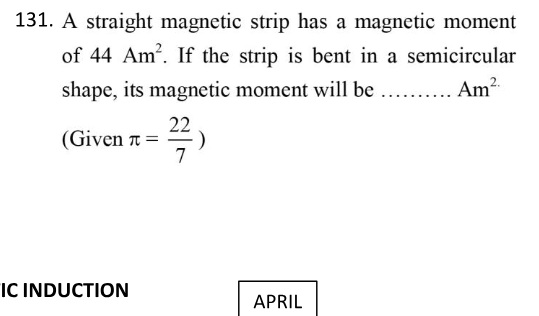 131. A straight magnetic strip has a magnetic moment
of 44 Am². If the strip is bent in a semicircular
shape, its magnetic moment will be .......... Am²·
(Given π = 22/7)
IC INDUCTION
APRIL